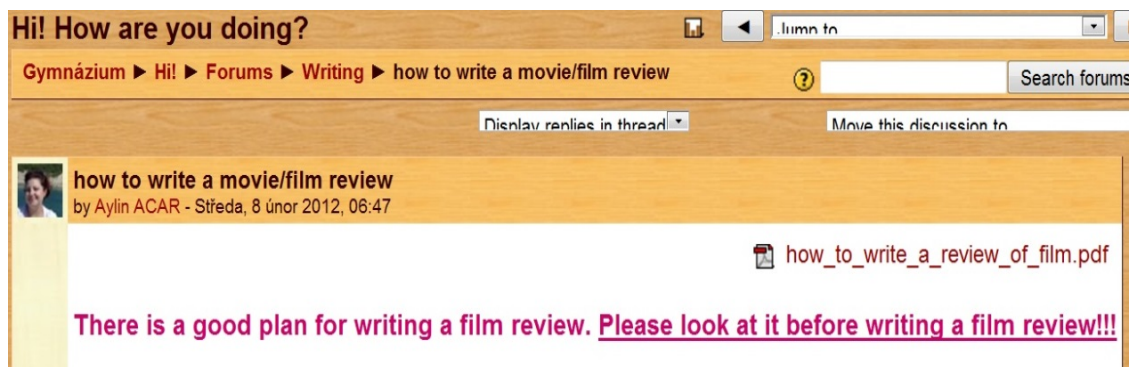 Hi! How are you doing?
Jump to
Gymnázium ► Hi! ► Forums ► Writing ► how to write a movie/film review
Search forums
Display replies in thread
Move this discussion to
how to write a movie/film review
by Aylin ACAR - Středa, 8 únor 2012, 06:47
how_to_write_a_review_of_film.pdf
There is a good plan for writing a film review. Please look at it before writing a film review!!!